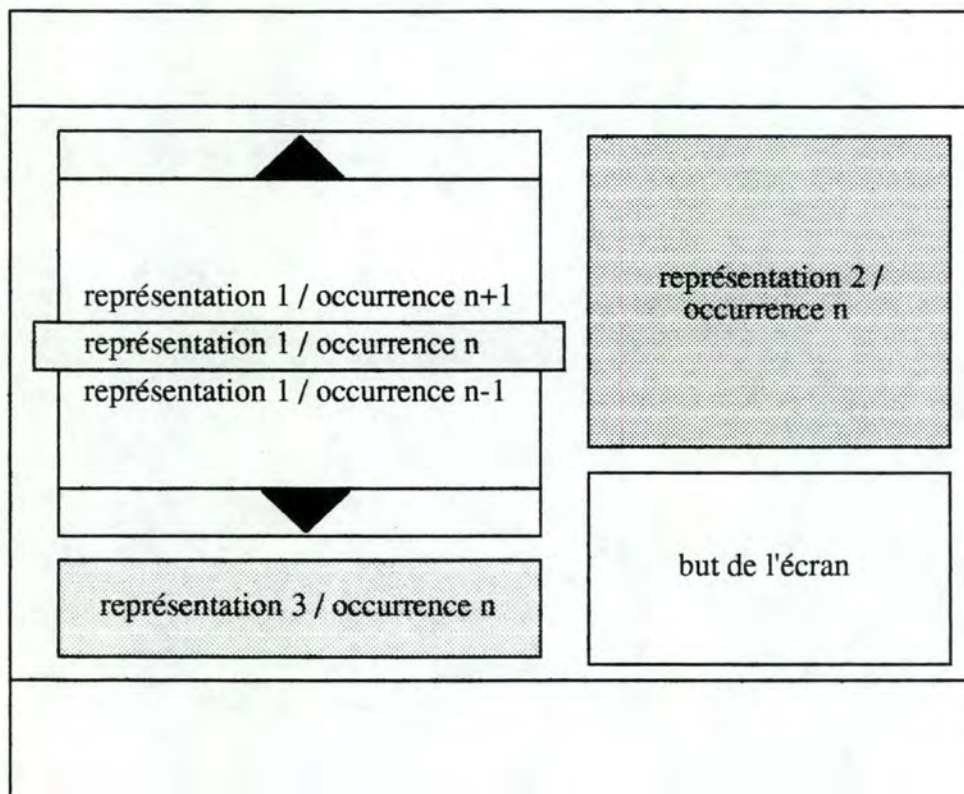 représentation 1 / occurrence n+1
représentation 1 / occurrence n
représentation 1 / occurrence n-1
représentation 3 / occurrence n
représentation 2 /
occurrence n
but de l'écran